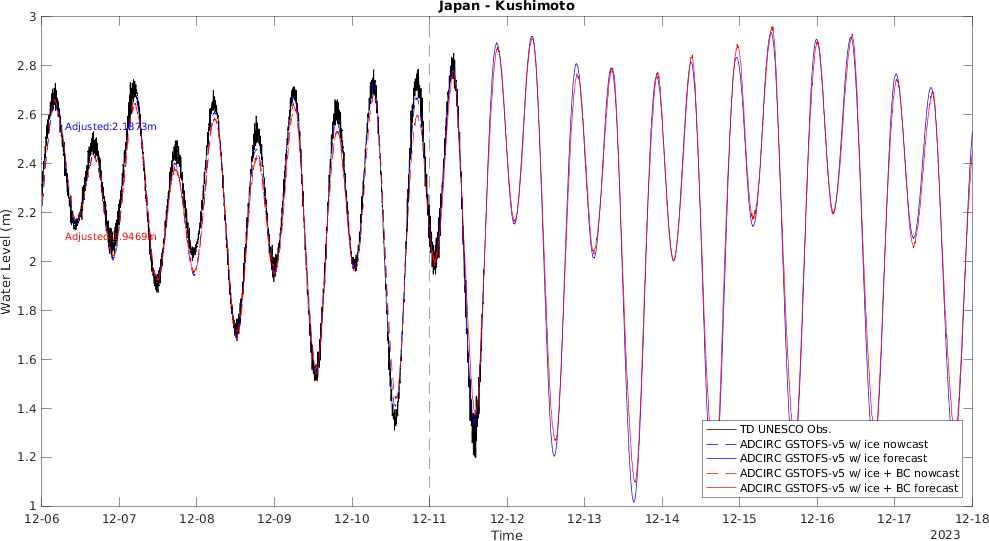 Japan - Kushimoto
3
2.8
2.6
2.4
2.2
2
1.8
1.6
1.4
1.2
1
Water Level (m)
Adjusted:2.1873m
TD UNESCO Obs.
ADCIRC GSTOFS-v5 w/ ice nowcast
ADCIRC GSTOFS-v5 w/ ice forecast
ADCIRC GSTOFS-v5 w/ ice + BC nowcast
ADCIRC GSTOFS-v5 w/ ice + BC forecast
12-06 12-07 12-08 12-09 12-10 12-11 12-12 12-13 12-14 12-15 12-16 12-17 12-18
Time
2023